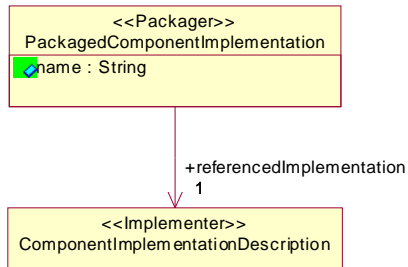 <<Packager>>
PackagedComponentImplementation
name : String
+referencedImplementation
1
<<Implementer>>
ComponentImplementationDescription